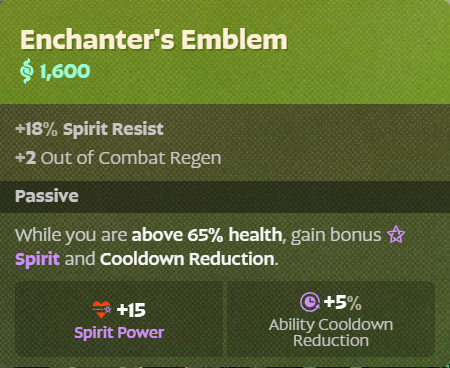 Enchanter's Emblem
1,600
+18% Spirit Resist
+2 Out of Combat Regen
Passive
While you are above 65% health, gain bonus
Spirit and Cooldown Reduction.
+15
Spirit Power
+5%
Ability Cooldown
Reduction